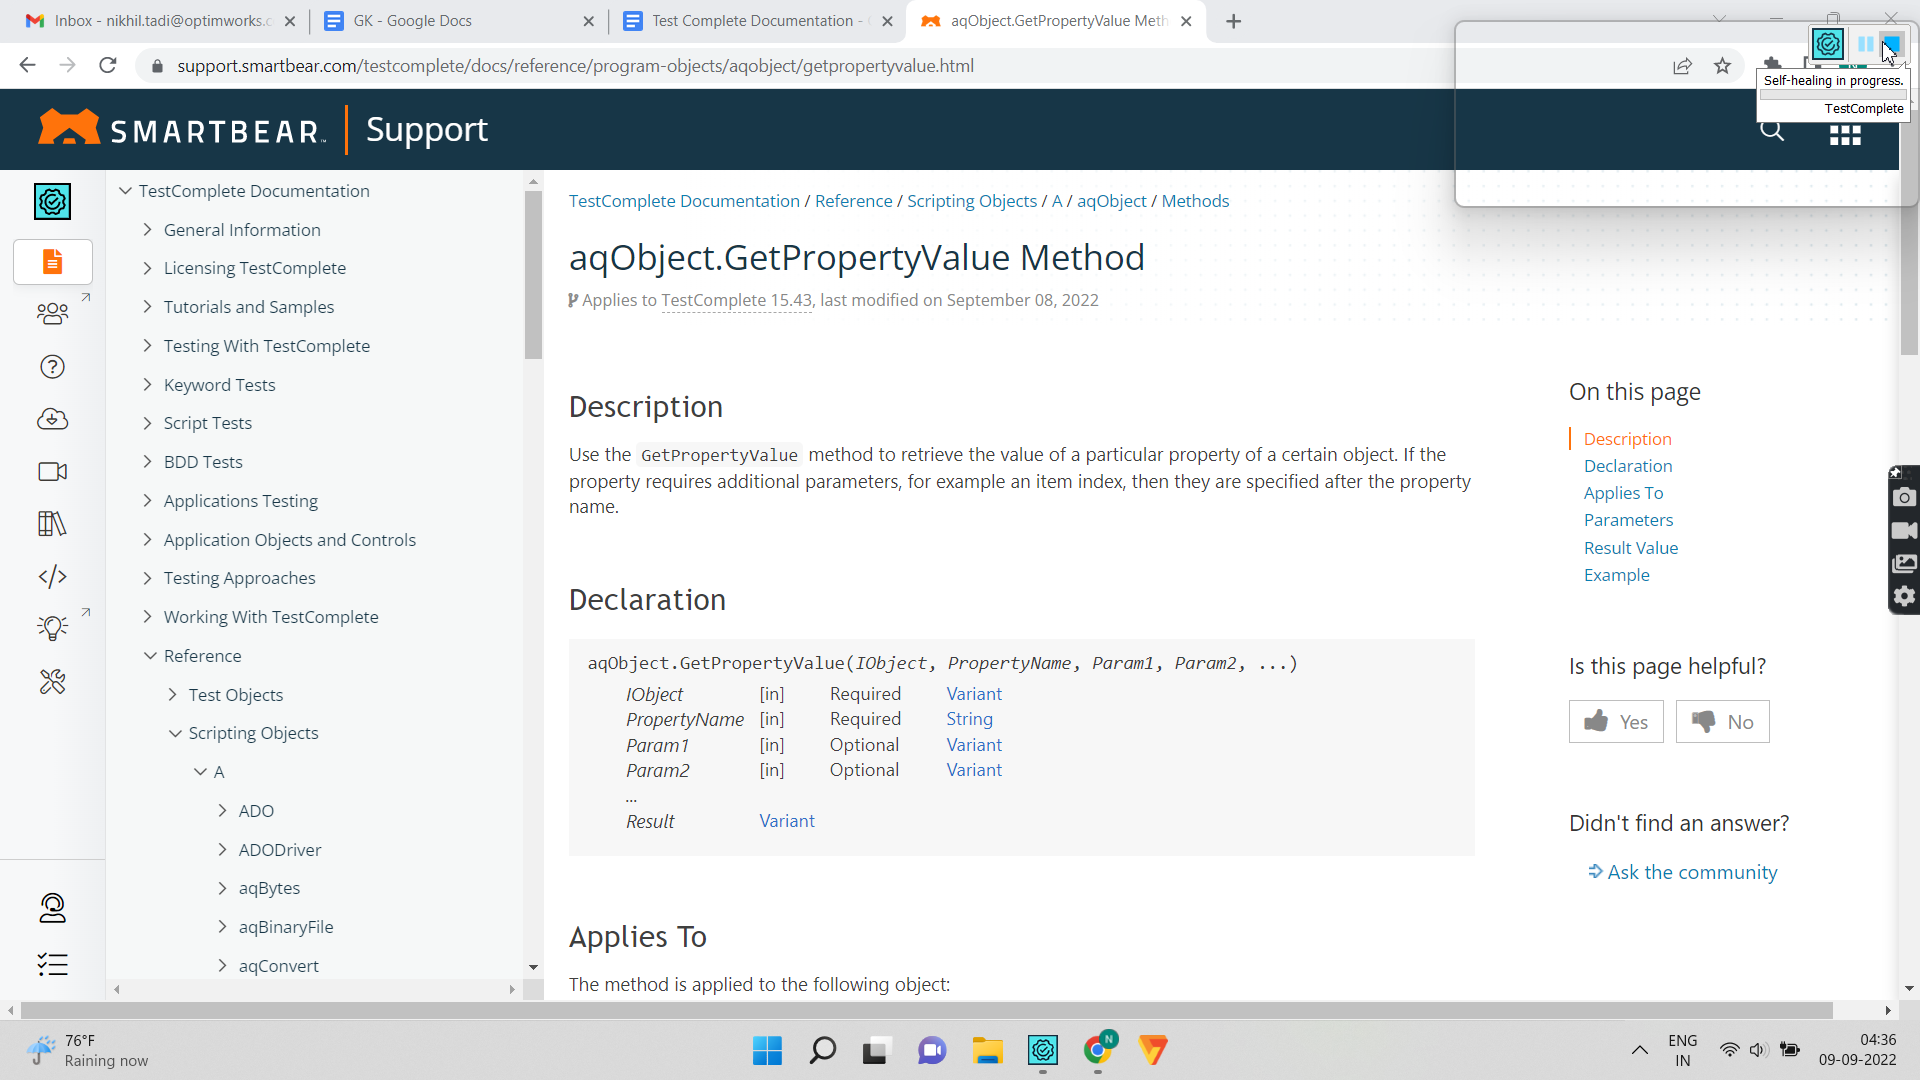 Inbox - nikhil.tadi@optimworks.c
GK - Google Docs
Test Complete Documentation -
aqObject.GetPropertyValue Meth
support.smartbear.com/testcomplete/docs/reference/program-objects/aqobject/getpropertyvalue.html
Self-healing in progress.
TestComplete
SMARTBEAR
Support
TestComplete Documentation
General Information
Licensing TestComplete
Tutorials and Samples
Testing With TestComplete
Keyword Tests
Script Tests
BDD Tests
Applications Testing
Application Objects and Controls
Testing Approaches
Working With TestComplete
Reference
Test Objects
Scripting Objects
A
ADO
ADODriver
aqBytes
aqBinaryFile
aqConvert
TestComplete Documentation / Reference / Scripting Objects / A / aqObject / Methods
aqObject.GetPropertyValue Method
Applies to TestComplete 15.43, last modified on September 08, 2022
Description
Use the GetPropertyValue method to retrieve the value of a particular property of a certain object. If the
property requires additional parameters, for example an item index, then they are specified after the property
name.
Declaration
aqObject.GetPropertyValue(IObject, PropertyName, Param1, Param2, ...)
IObject [in] Required Variant
PropertyName [in] Required String
Param1 [in] Optional Variant
Param2 [in] Optional Variant
...
Result Variant
Applies To
The method is applied to the following object:
On this page
Description
Declaration
Applies To
Parameters
Result Value
Example
Is this page helpful?
Yes No
Didn't find an answer?
Ask the community
76°F
Raining now
N
ENG
IN
04:36
09-09-2022